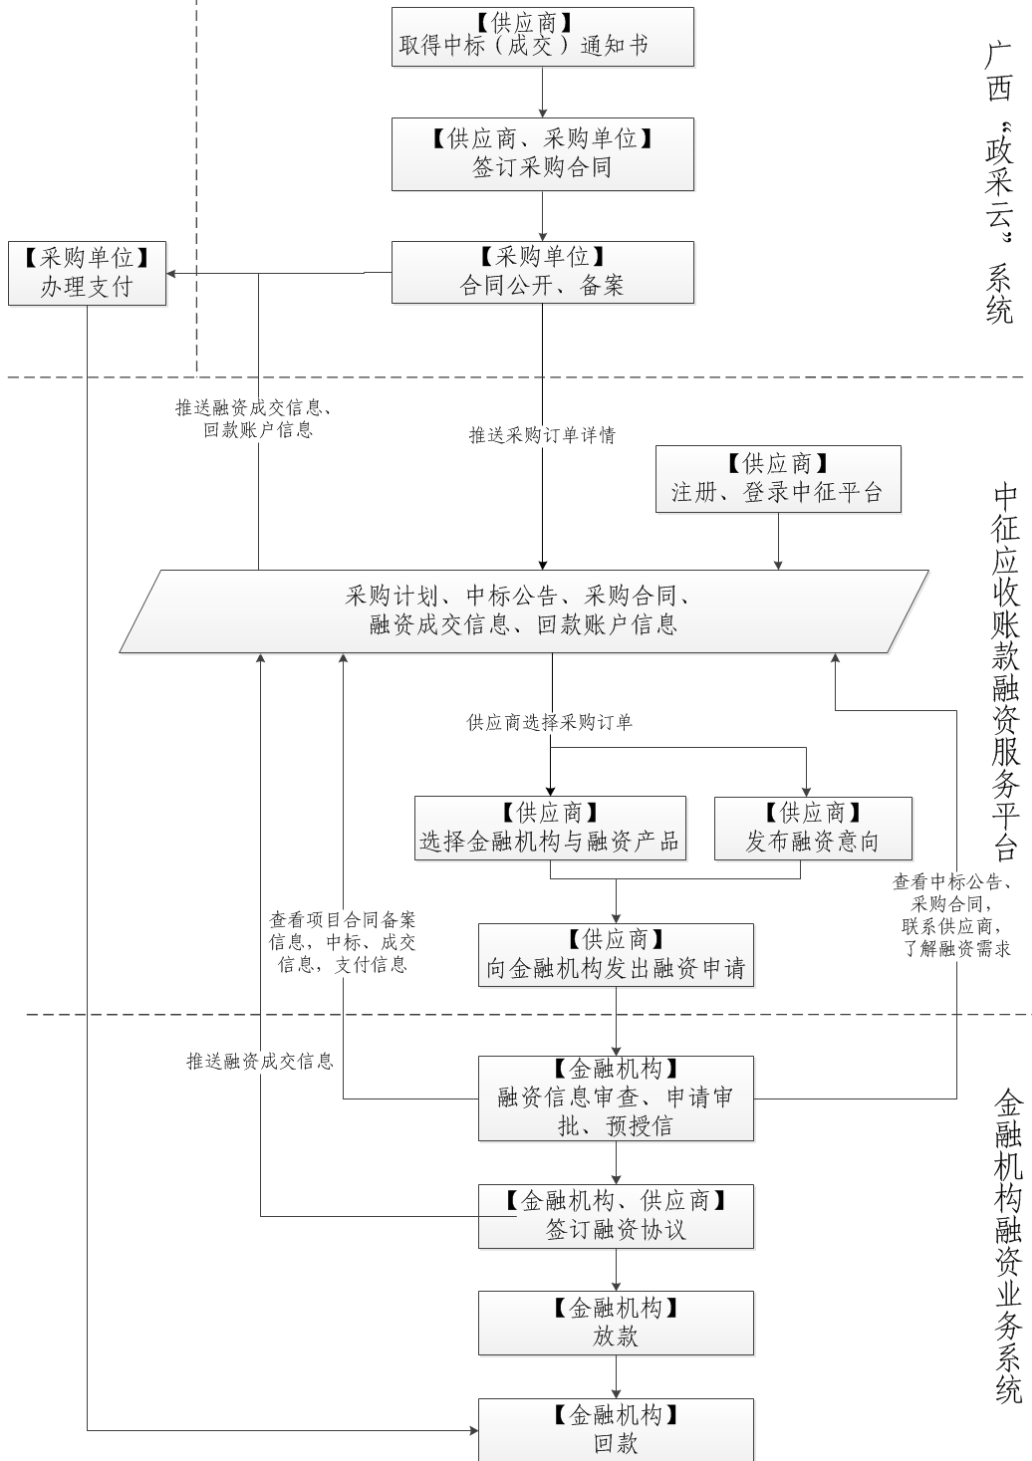 【供应商】
取得中标（成交）通知书
【供应商、采购单位】
签订采购合同
【采购单位】
合同公开、备案
【采购单位】
办理支付
广西“政采云”系统
推送融资成交信息、
回款账户信息
推送采购订单详情
【供应商】
注册、登录中征平台
采购计划、中标公告、采购合同、
融资成交信息、回款账户信息
供应商选择采购订单
【供应商】
选择金融机构与融资产品
【供应商】
发布融资意向
中征应收账款融资服务平台
查看项目合同备案
信息，中标、成交
信息，支付信息
查看中标公告、
采购合同，
联系供应商，
了解融资需求
【供应商】
向金融机构发出融资申请
推送融资成交信息
【金融机构】
融资信息审查、申请审
批、预授信
【金融机构、供应商】
签订融资协议
【金融机构】
放款
【金融机构】
回款
金融机构融资业务系统